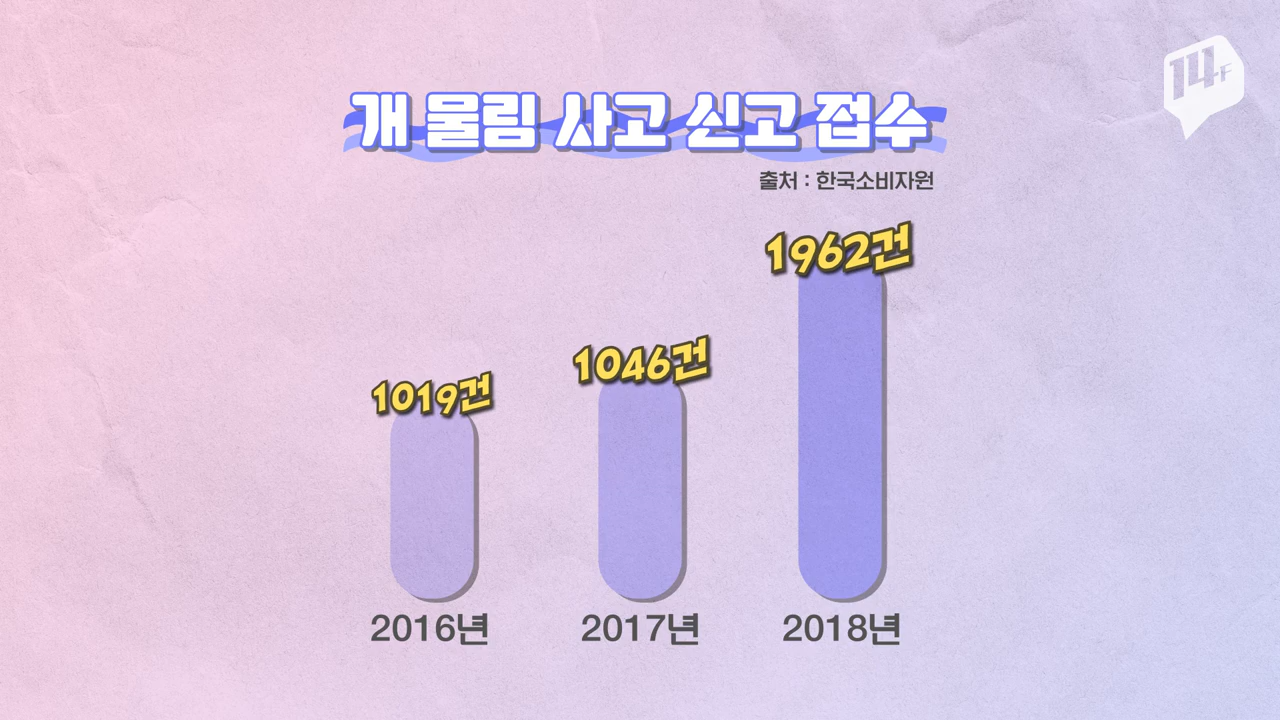 14F
개 물림 사고 신고 접수
출처 : 한국소비자원
1962건
1046건
1019건
2016년
2017년
2018년